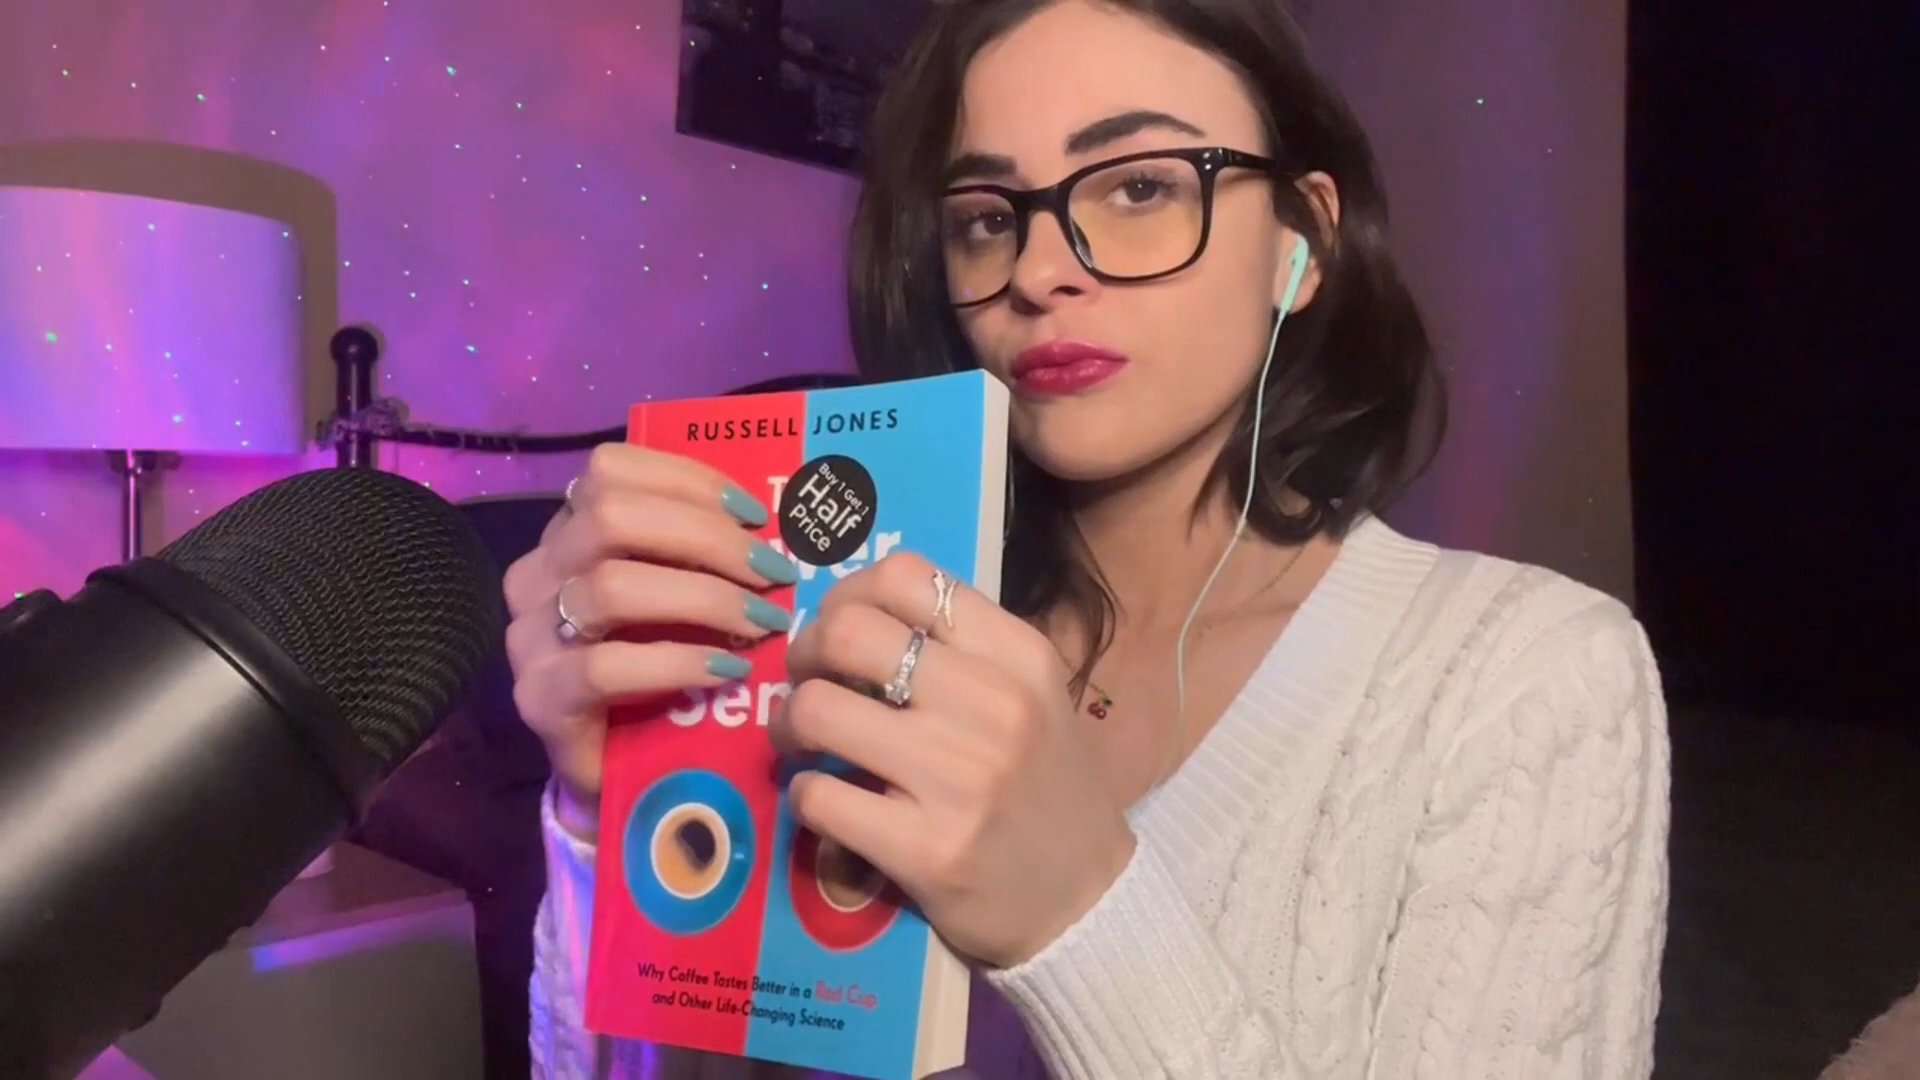 RUSSELL JONES
Buy 1 Get 1
Half
Price
Why Coffee Tastes Better in a Red Cup
and Other Life-Changing Science